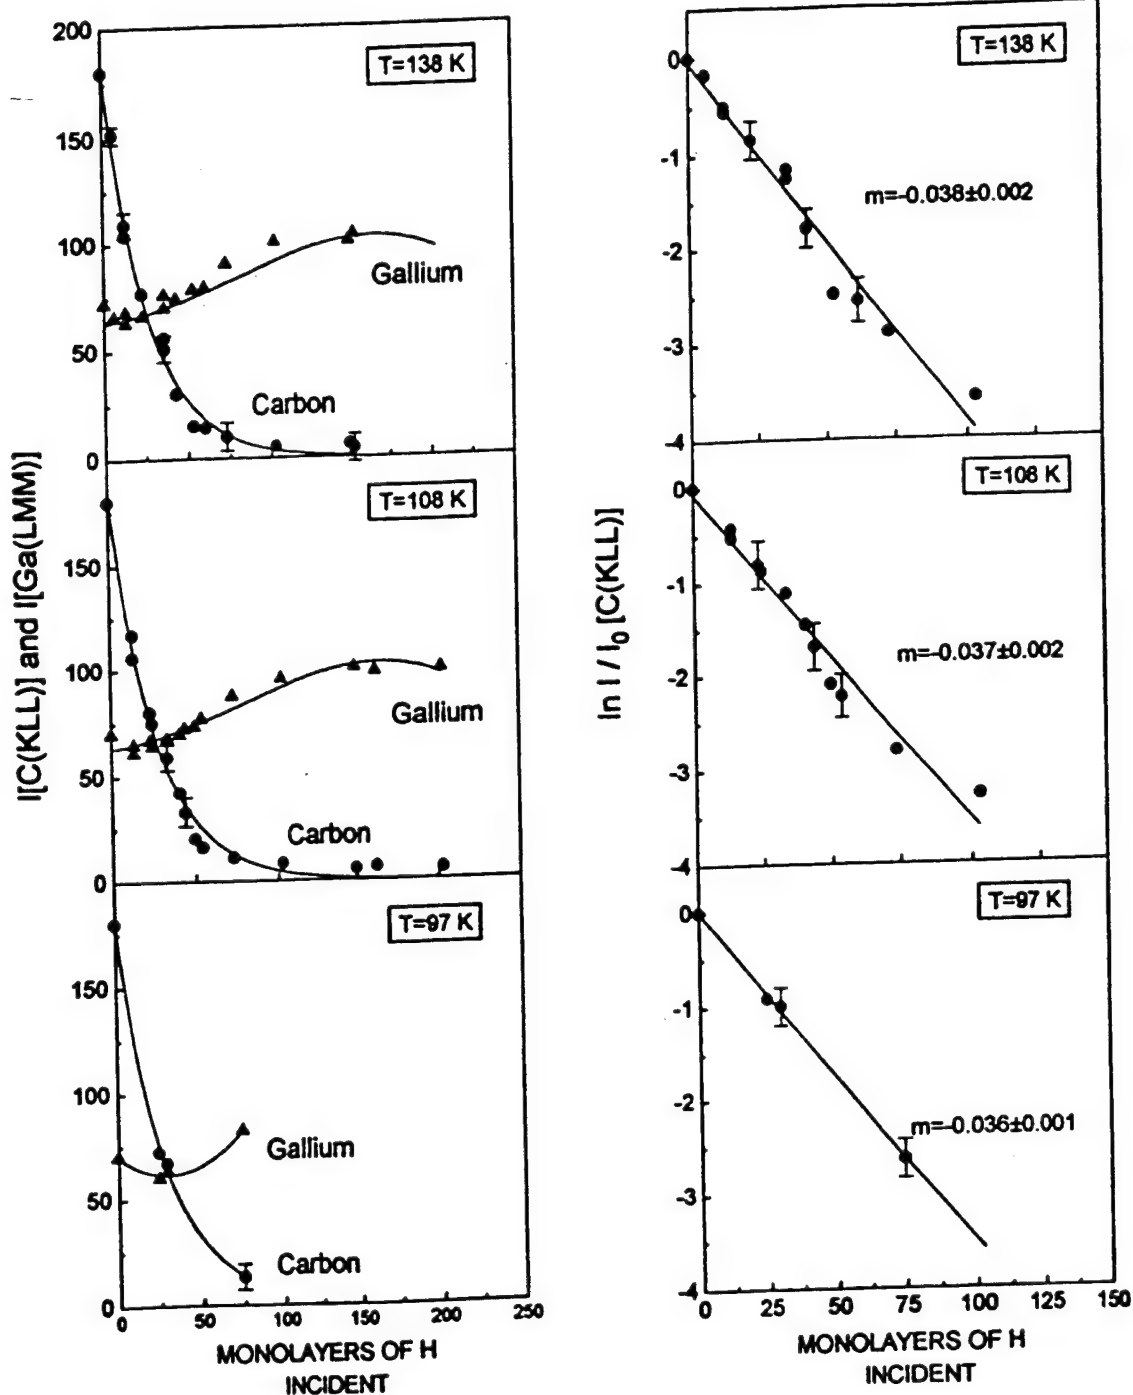 I[C(KLL)] and I[Ga(LMM)]
200
150
100
50
0
T=138 K
Gallium
Carbon
150
100
50
0
T=108 K
Gallium
Carbon
150
100
50
0
T=97 K
Gallium
Carbon
0 50 100 150 200 250
MONOLAYERS OF H
INCIDENT
ln I / I0 [C(KLL)]
0
-1
-2
-3
-4
T=138 K
m=-0.038±0.002
0
-1
-2
-3
-4
T=108 K
m=-0.037±0.002
0
-1
-2
-3
-4
T=97 K
m=-0.036±0.001
0 25 50 75 100 125 150
MONOLAYERS OF H
INCIDENT